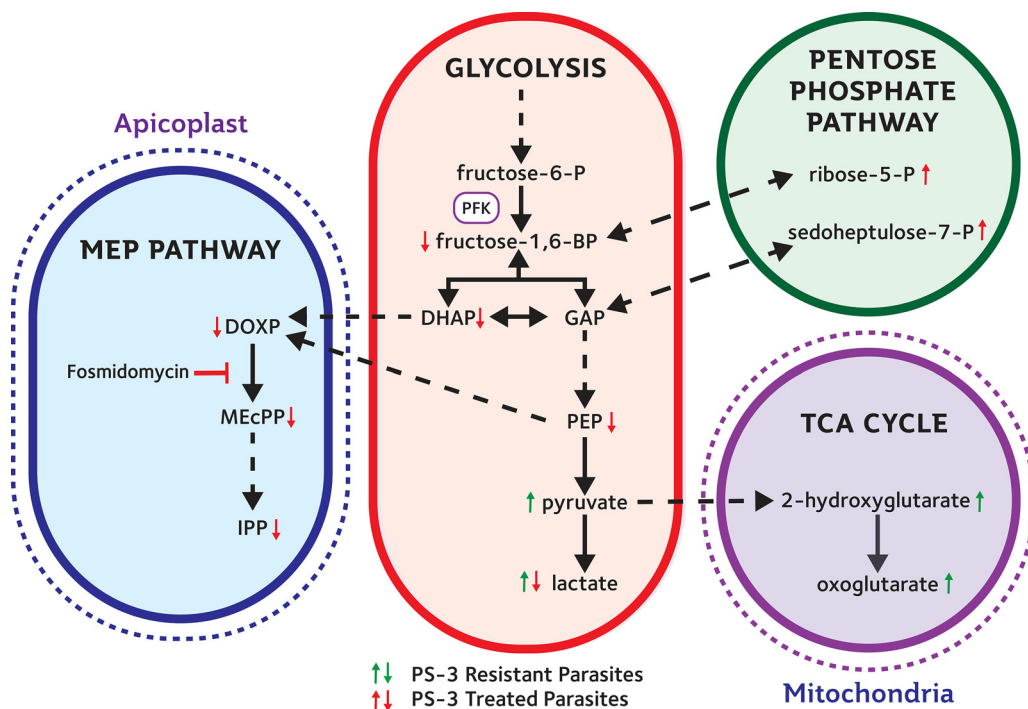 Apicoplast
MEP PATHWAY
DOXP
Fosmidomycin
MEcPP
IPP
GLYCOLYSIS
fructose-6-P
PFK
fructose-1,6-BP
DHAP
GAP
PEP
pyruvate
lactate
PENTOSE
PHOSPHATE
PATHWAY
ribose-5-P
sedoheptulose-7-P
TCA CYCLE
2-hydroxyglutarate
oxoglutarate
Mitochondria
PS-3 Resistant Parasites
PS-3 Treated Parasites